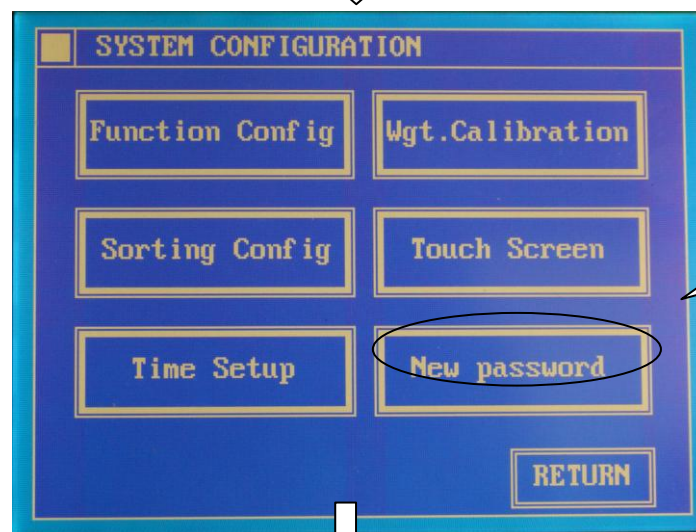 SYSTEM CONFIGURATION
Function Config
Wgt.Calibration
Sorting Config
Touch Screen
Time Setup
New password
RETURN